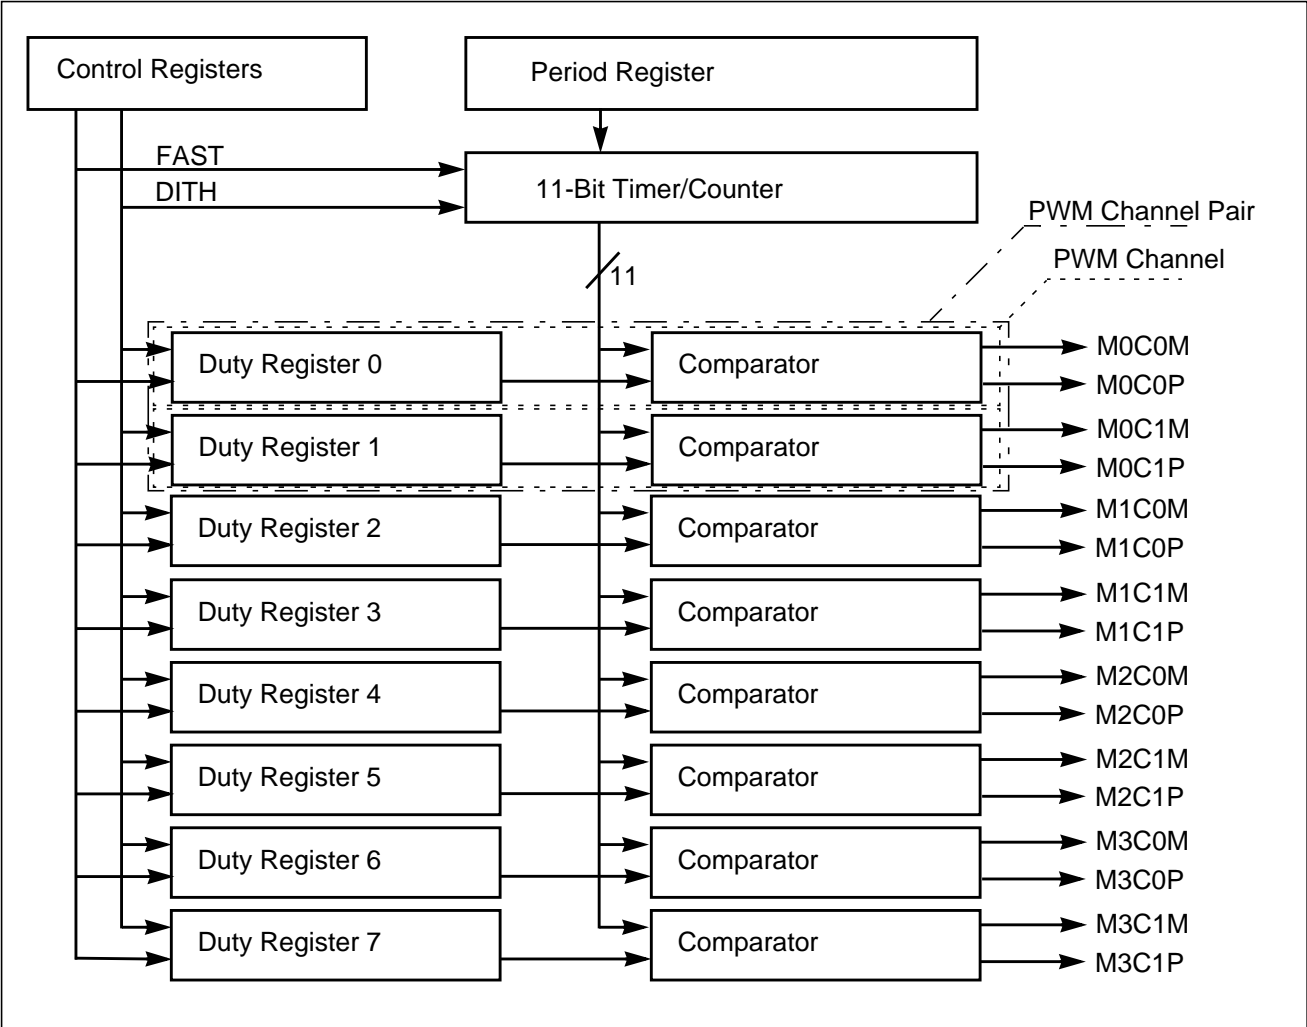 Control Registers
Period Register
FAST
DITH
11-Bit Timer/Counter
PWM Channel Pair
PWM Channel
11
Duty Register 0
Comparator
M0C0M
M0C0P
Duty Register 1
Comparator
M0C1M
M0C1P
Duty Register 2
Comparator
M1C0M
M1C0P
Duty Register 3
Comparator
M1C1M
M1C1P
Duty Register 4
Comparator
M2C0M
M2C0P
Duty Register 5
Comparator
M2C1M
M2C1P
Duty Register 6
Comparator
M3C0M
M3C0P
Duty Register 7
Comparator
M3C1M
M3C1P